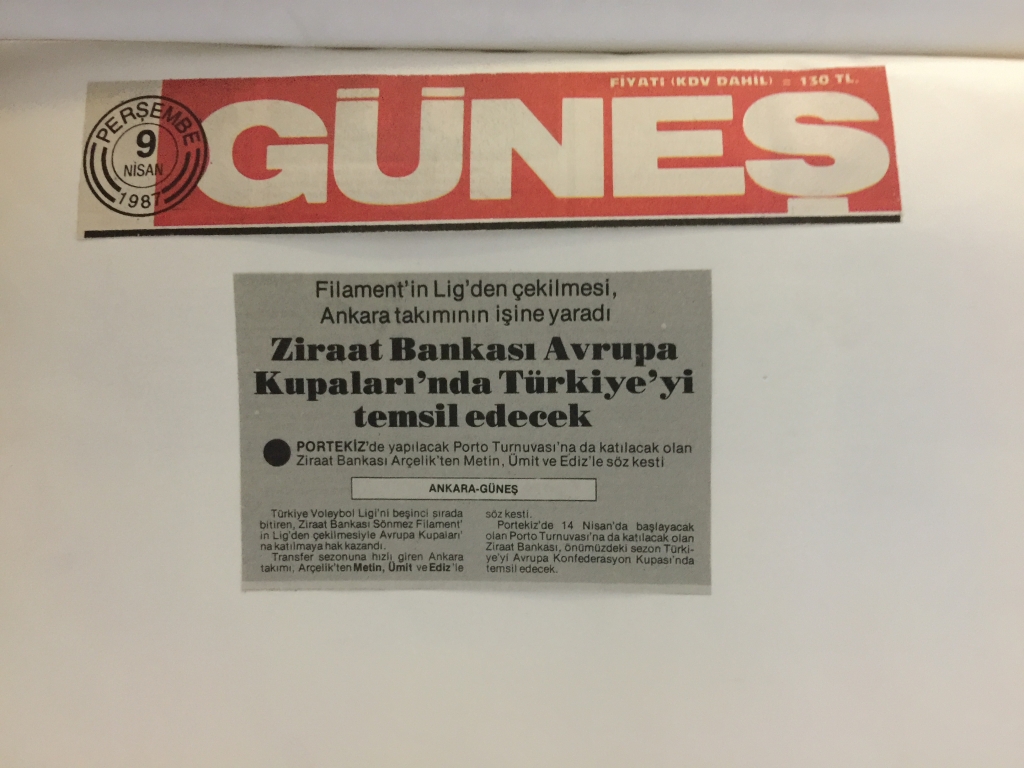 FİYATI (KDV DAHİL) = 130 TL.
PERŞEMBE
9
NİSAN
1987
GÜNEŞ
Filament'in Lig'den çekilmesi,
Ankara takımının işine yaradı
Ziraat Bankası Avrupa
Kupaları'nda Türkiye'yi
temsil edecek
PORTEKİZ'de yapılacak Porto Turnuvası'na da katılacak olan
Ziraat Bankası Arçelik'ten Metin, Ümit ve Ediz'le söz kesti
ANKARA-GÜNEŞ
Türkiye Voleybol Ligi'ni beşinci sırada
bitiren, Ziraat Bankası Sönmez Filament'
in Lig'den çekilmesiyle Avrupa Kupaları'
na katılmaya hak kazandı.
Transfer sezonuna hızlı giren Ankara
takımı, Arçelik'ten Metin, Ümit ve Ediz'le
söz kesti.
Portekiz'de 14 Nisan'da başlayacak
olan Porto Turnuvası'na da katılacak olan
Ziraat Bankası, önümüzdeki sezon Türki-
ye'yi Avrupa Konfederasyon Kupası'nda
temsil edecek.